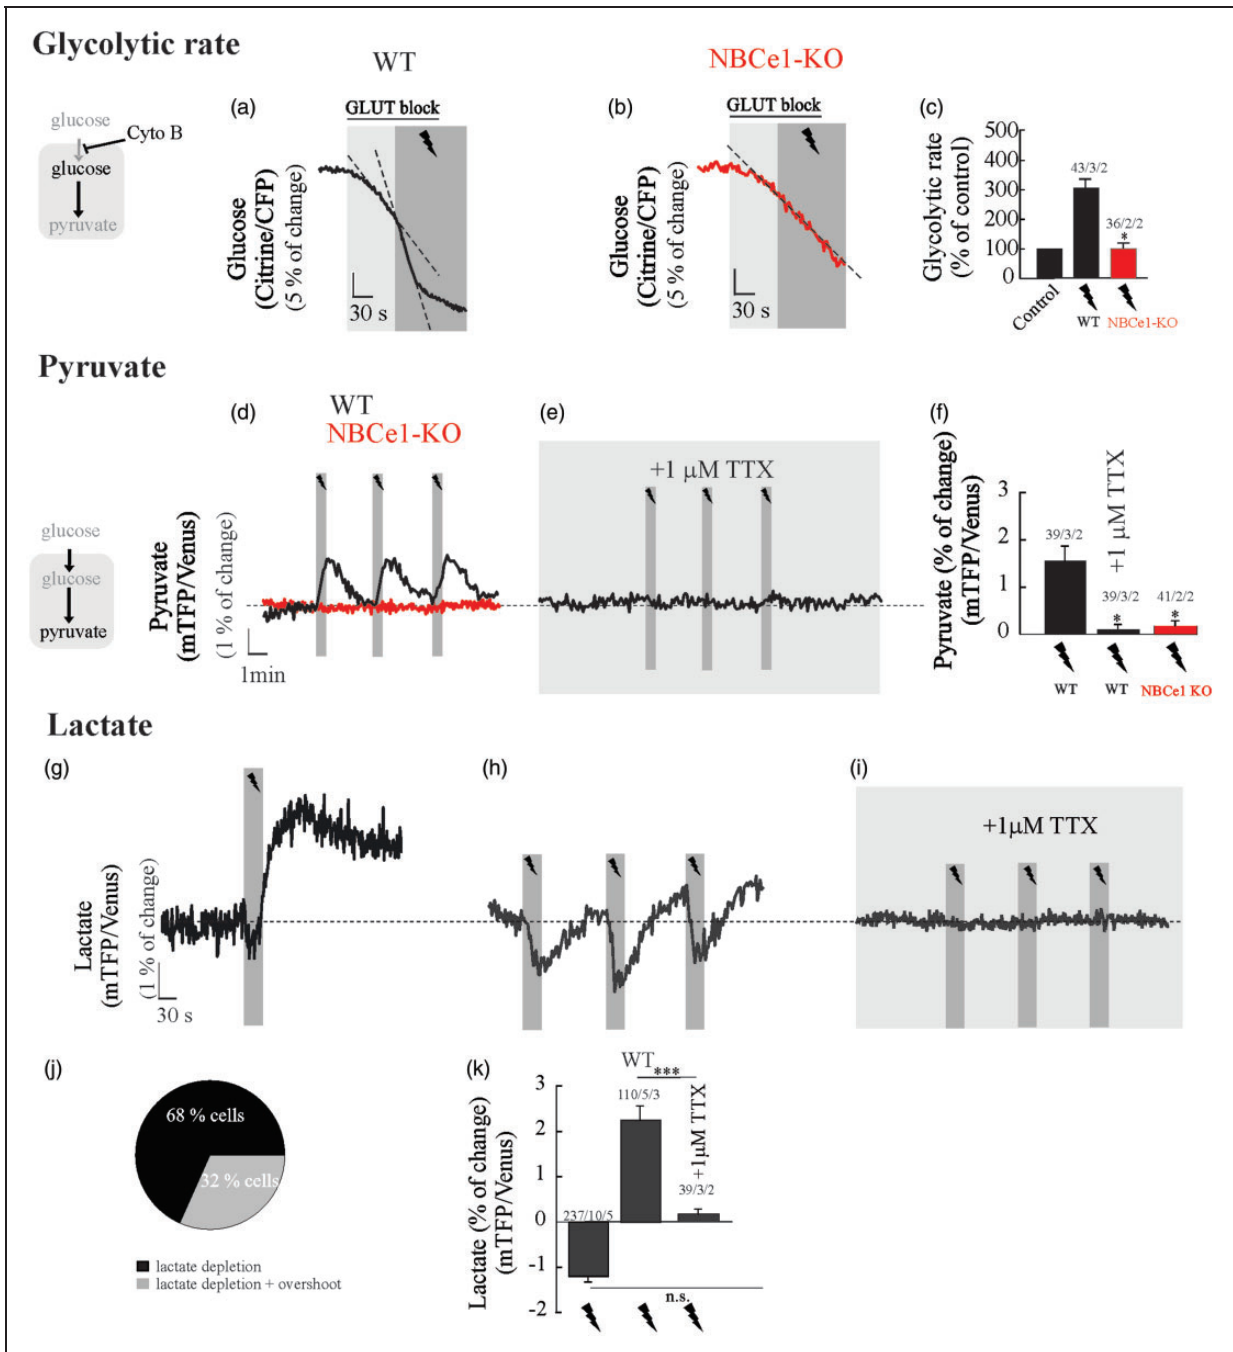 Glycolytic rate
WT
NBCe1-KO
(a)
GLUT block
(b)
GLUT block
(c)
glucose
Cyto B
glucose
pyruvate
Glucose
(Citrine/CFP)
(5 % of change)
30 s
Glucose
(Citrine/CFP)
(5 % of change)
30 s
Glycolytic rate
(% of control)
500
400
300
200
100
0
43/3/2
36/2/2
*
Control
WT
NBCe1-KO
Pyruvate
(d)
WT
NBCe1-KO
(e)
+1 µM TTX
(f)
glucose
glucose
pyruvate
Pyruvate
(mTFP/Venus)
(1 % of change)
1min
Pyruvate (% of change)
(mTFP/Venus)
3
2
1
0
+1 µM TTX
39/3/2
39/3/2
*
41/2/2
*
WT
WT
NBCe1 KO
Lactate
(g)
(h)
(i)
+1µM TTX
Lactate
(mTFP/Venus)
(1 % of change)
30 s
(j)
68 % cells
32 % cells
lactate depletion
lactate depletion + overshoot
(k)
WT
***
Lactate (% of change)
(mTFP/Venus)
3
2
1
0
-1
-2
110/5/3
+1µM TTX
39/3/2
237/10/5
n.s.